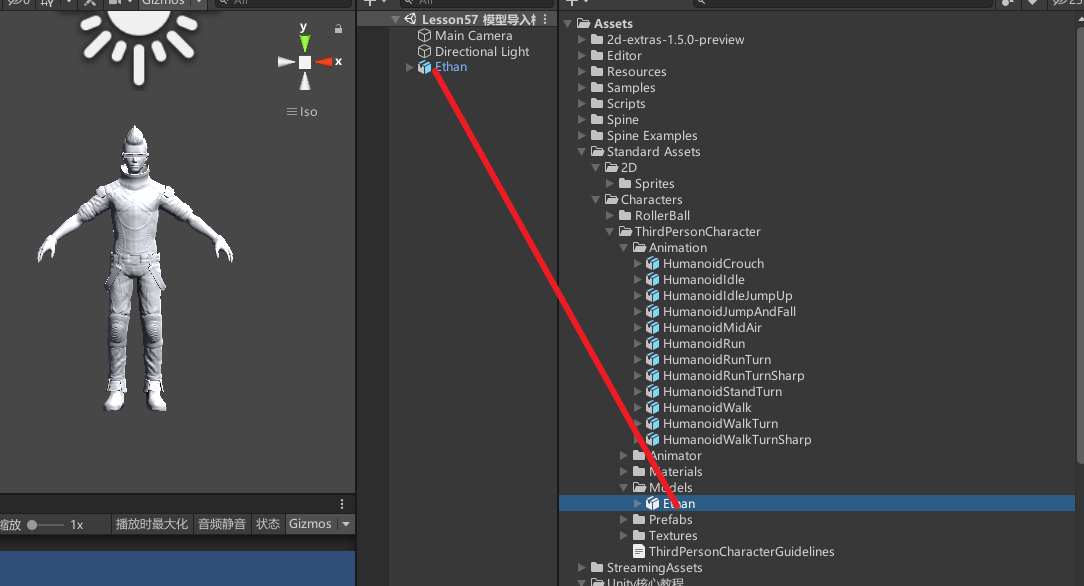 Gizmos
All
y
x
Iso
缩放
1x
播放时最大化
音频静音
状态
Gizmos
All
Lesson57 模型导入
Main Camera
Directional Light
Ethan
Assets
2d-extras-1.5.0-preview
Editor
Resources
Samples
Scripts
Spine
Spine Examples
Standard Assets
2D
Sprites
Characters
RollerBall
ThirdPersonCharacter
Animation
HumanoidCrouch
HumanoidIdle
HumanoidIdleJumpUp
HumanoidJumpAndFall
HumanoidMidAir
HumanoidRun
HumanoidRunTurn
HumanoidRunTurnSharp
HumanoidStandTurn
HumanoidWalk
HumanoidWalkTurn
HumanoidWalkTurnSharp
Animator
Materials
Models
Ethan
Prefabs
Textures
ThirdPersonCharacterGuidelines
StreamingAssets
Unity核心教程